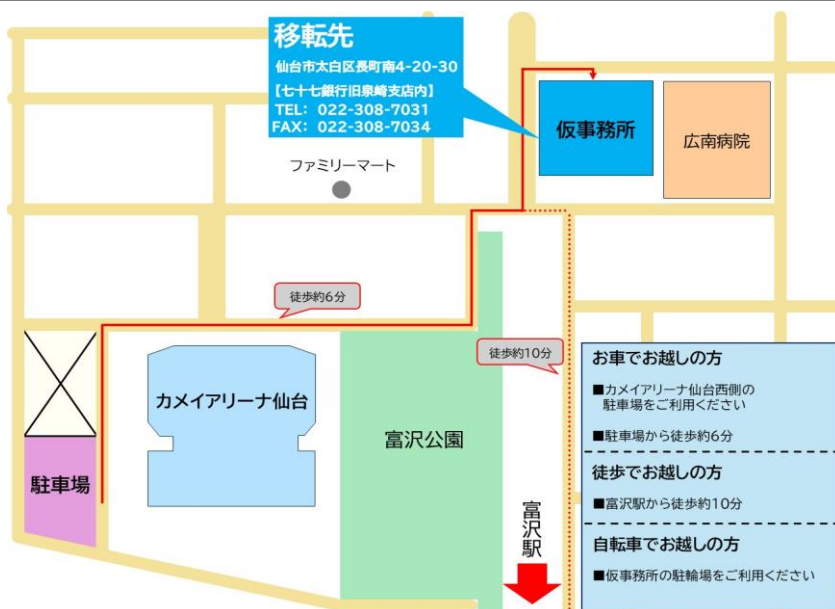 移転先
仙台市太白区長町南4-20-30
【七十七銀行旧泉崎支店内】
TEL: 022-308-7031
FAX: 022-308-7034
仮事務所
広南病院
ファミリーマート
徒歩約6分
徒歩約10分
カメイアリーナ仙台
富沢公園
駐車場
富沢駅
お車でお越しの方
■カメイアリーナ仙台西側の
駐車場をご利用ください
■駐車場から徒歩約6分
徒歩でお越しの方
■富沢駅から徒歩約10分
自転車でお越しの方
■仮事務所の駐輪場をご利用ください